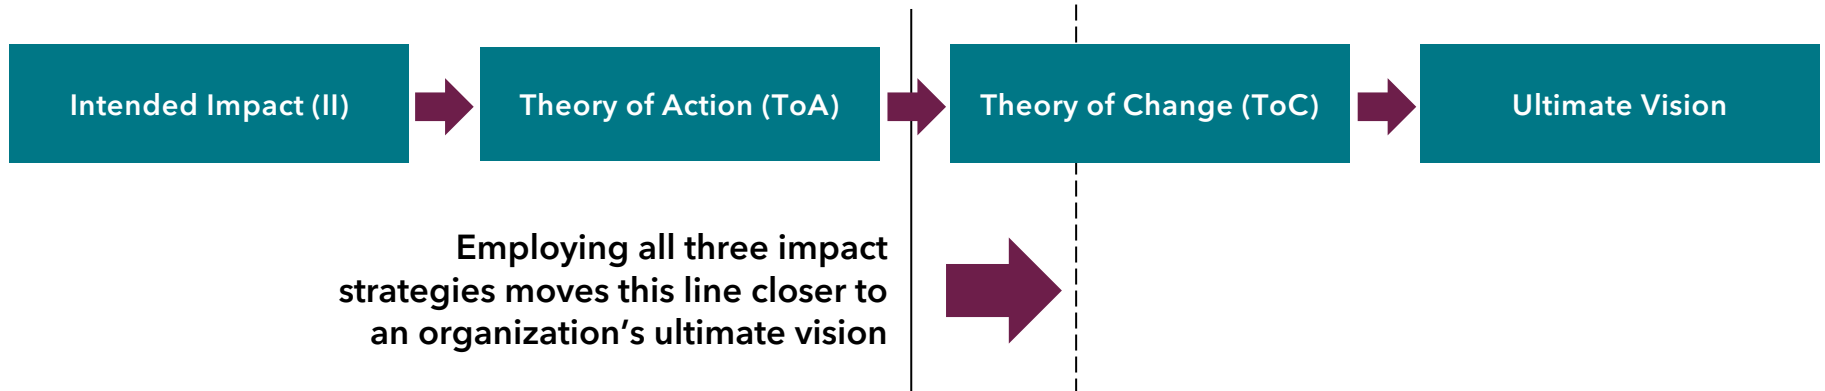 Intended Impact (II)
Theory of Action (ToA)
Theory of Change (ToC)
Ultimate Vision
Employing all three impact
strategies moves this line closer to
an organization’s ultimate vision